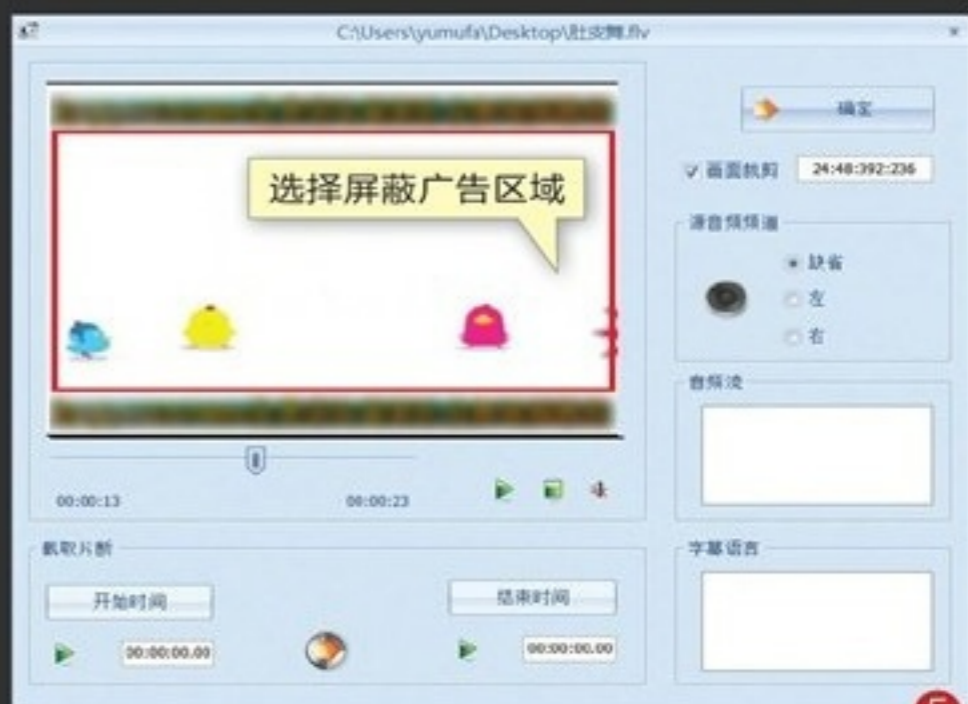 C:\Users\yumufa\Desktop\肚皮舞.flv
确定
选择屏蔽广告区域
画面裁剪
24:48:392:236
源音频频道
缺省
左
右
音频流
00:00:13
00:00:23
截取片断
字幕语言
开始时间
结束时间
00:00:00.00
00:00:00.00